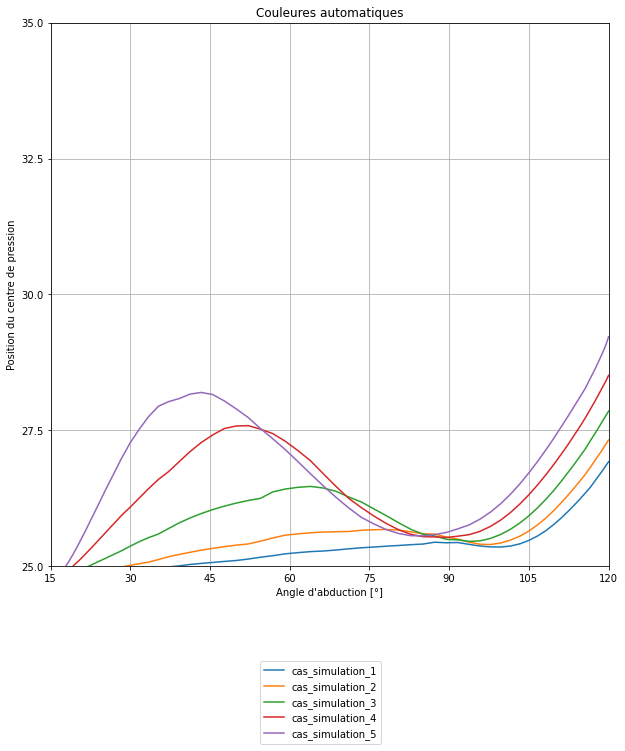 Couleures automatiques
35.0
32.5
30.0
27.5
25.0
Position du centre de pression
15 30 45 60 75 90 105 120
Angle d'abduction [°]
cas_simulation_1
cas_simulation_2
cas_simulation_3
cas_simulation_4
cas_simulation_5